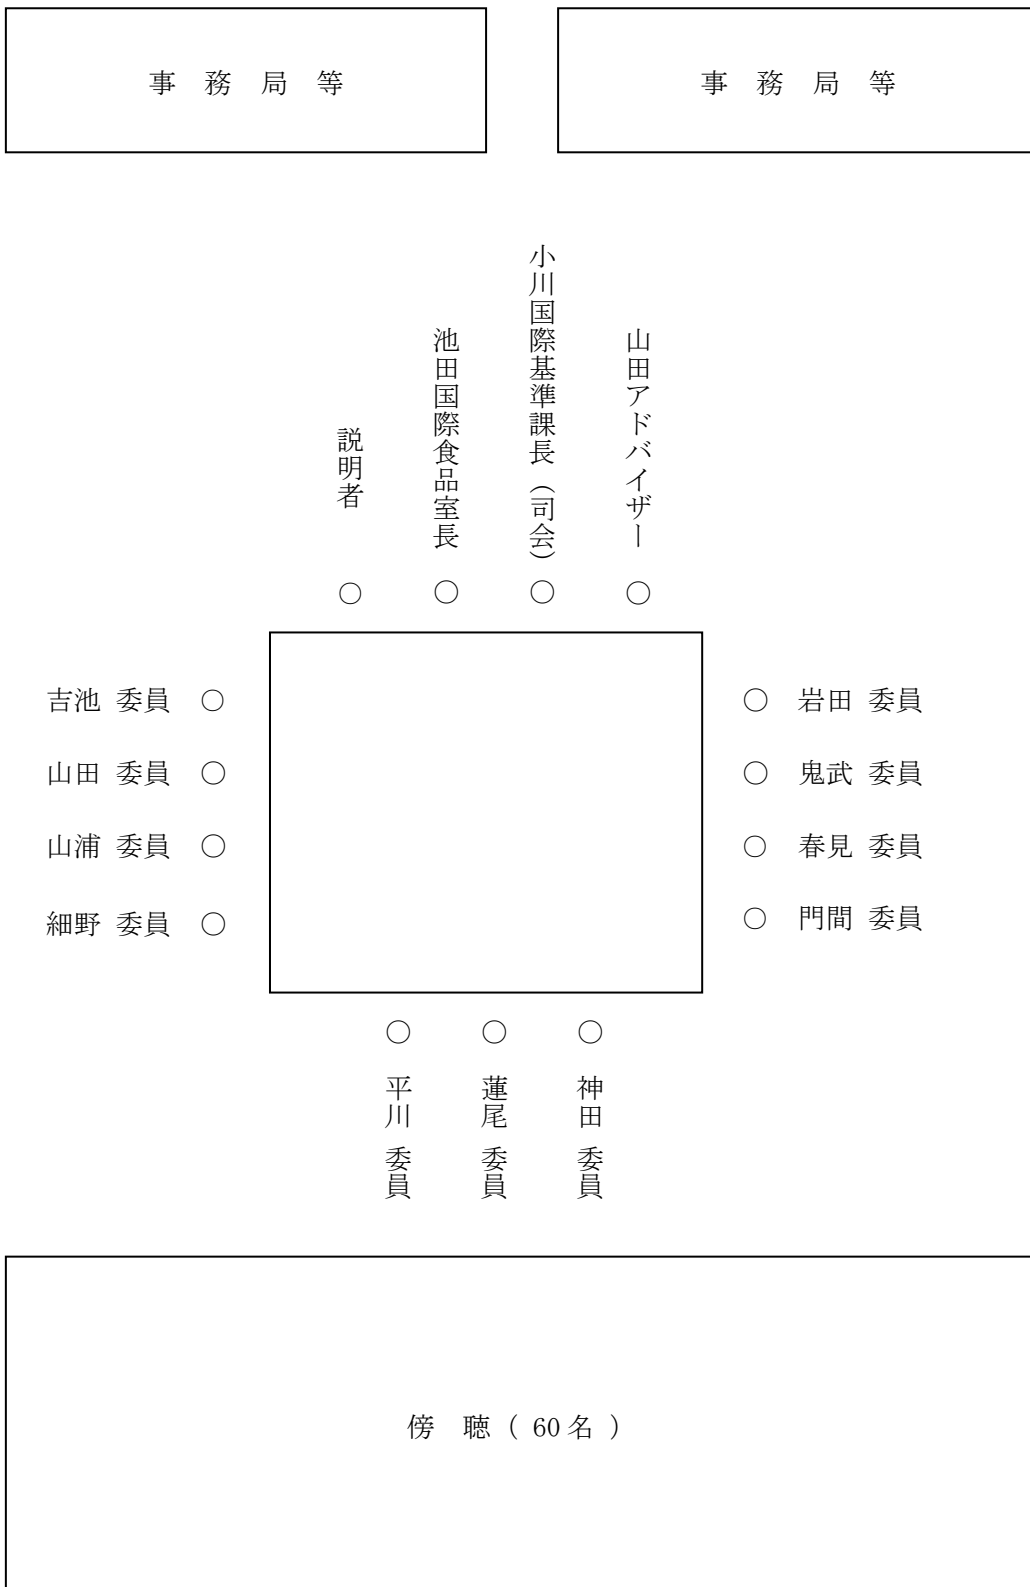 事 務 局 等
事 務 局 等
小川国際基準課長（司会）
山田アドバイザー
池田国際食品室長
説明者
○ ○ ○ ○
吉池 委員 ○
○ 岩田 委員
山田 委員 ○
○ 鬼武 委員
山浦 委員 ○
○ 春見 委員
細野 委員 ○
○ 門間 委員
○ ○ ○
平川 委員
蓮尾 委員
神田 委員
傍 聴（ 60 名 ）